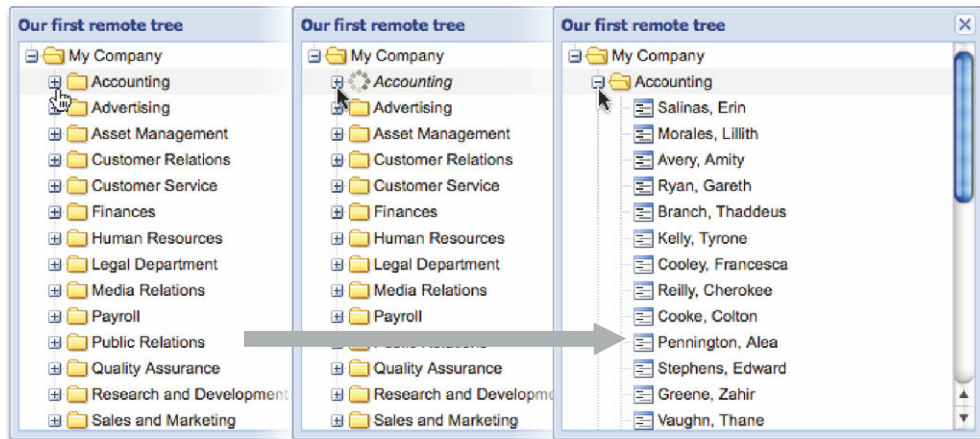 Our first remote tree
My Company
Accounting
Advertising
Asset Management
Customer Relations
Customer Service
Finances
Human Resources
Legal Department
Media Relations
Payroll
Public Relations
Quality Assurance
Research and Development
Sales and Marketing
Our first remote tree
My Company
Accounting
Advertising
Asset Management
Customer Relations
Customer Service
Finances
Human Resources
Legal Department
Media Relations
Payroll
Quality Assurance
Research and Developme
Sales and Marketing
Our first remote tree
My Company
Accounting
Salinas, Erin
Morales, Lillith
Avery, Amity
Ryan, Gareth
Branch, Thaddeus
Kelly, Tyrone
Cooley, Francesca
Reilly, Cherokee
Cooke, Colton
Pennington, Alea
Stephens, Edward
Greene, Zahir
Vaughn, Thane